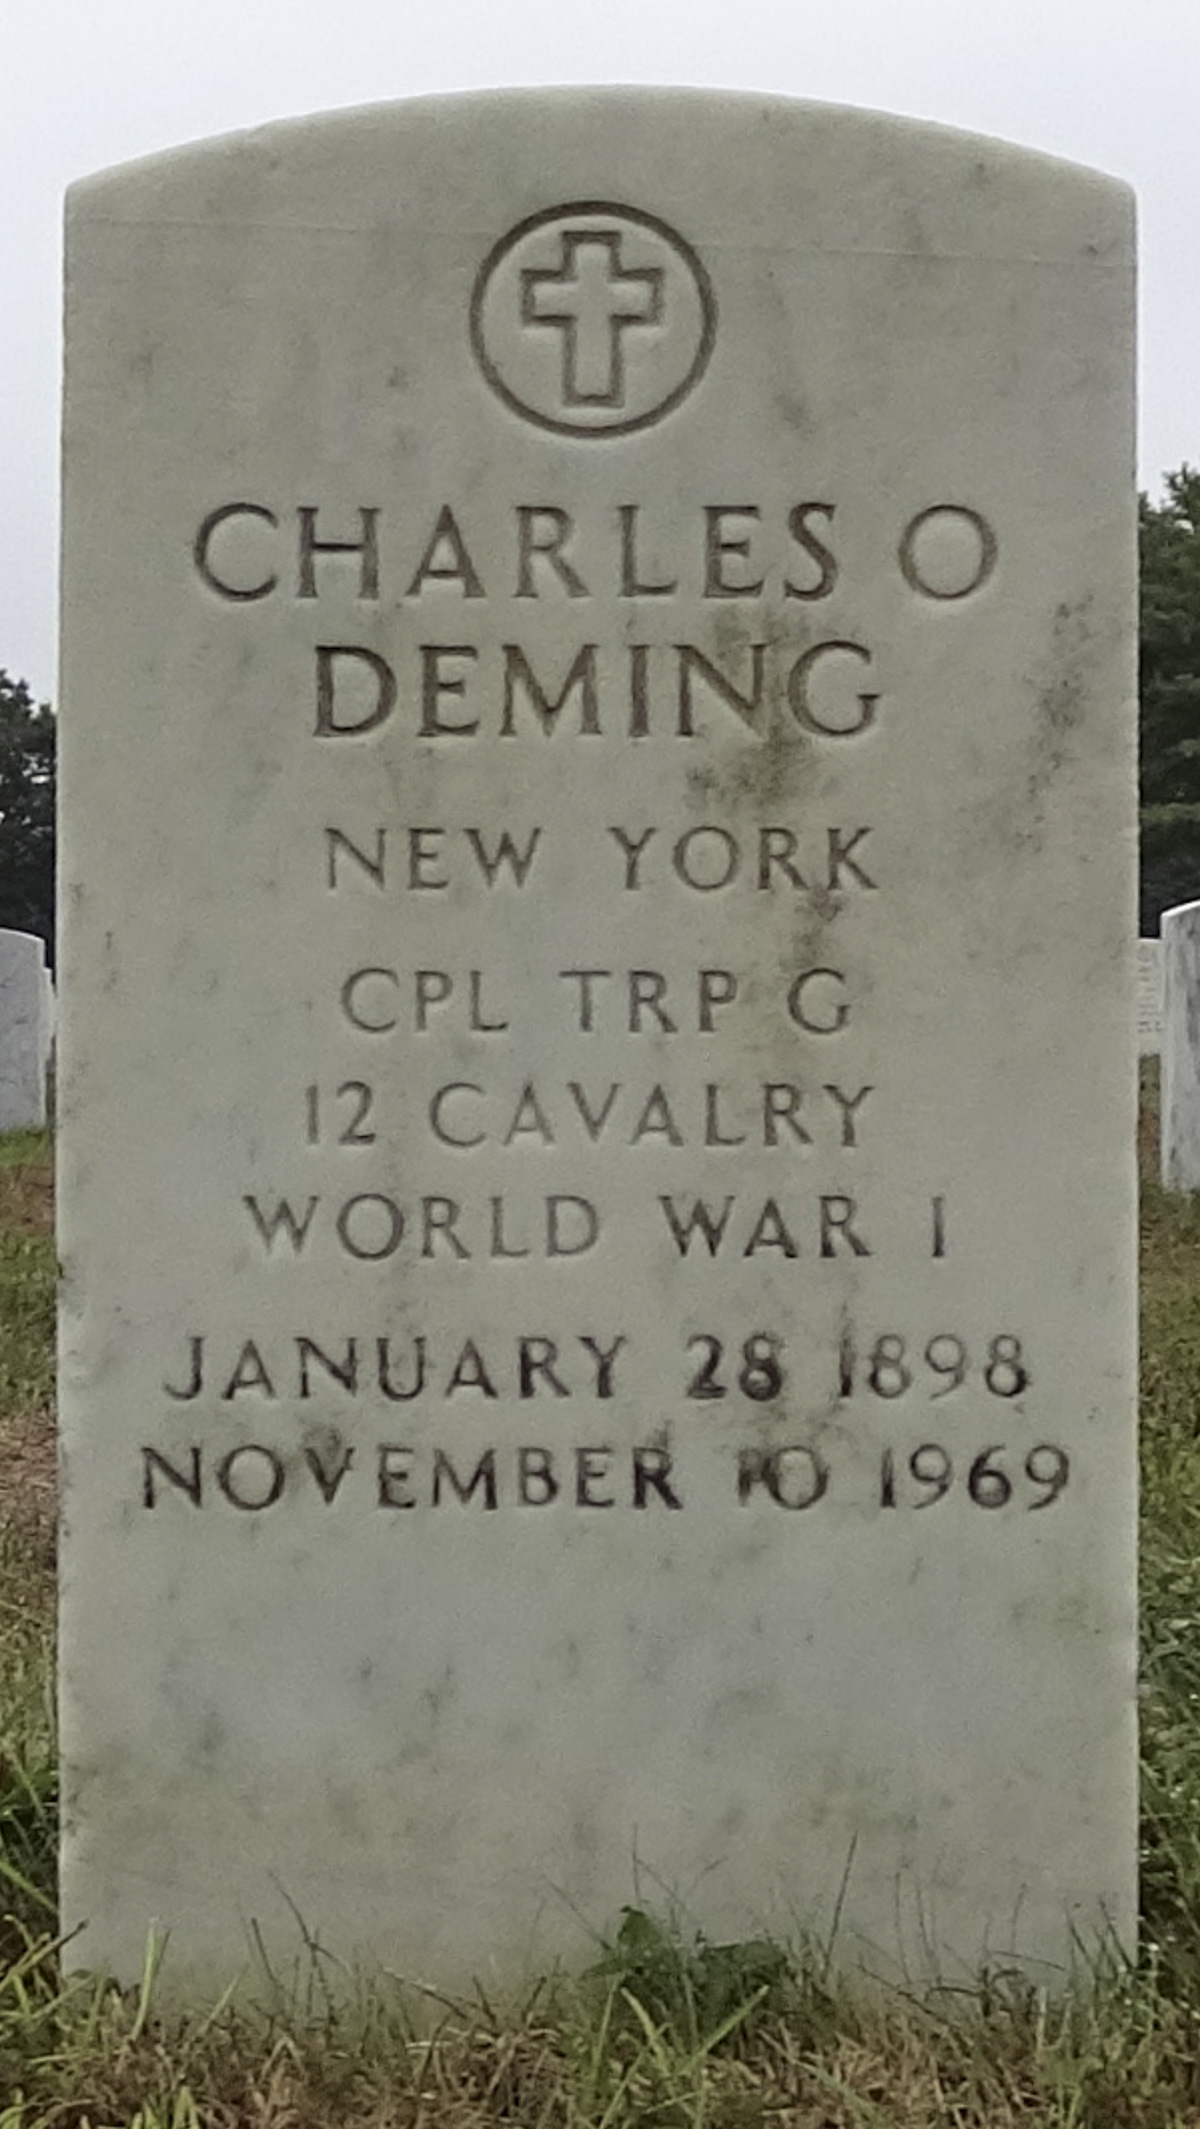 CHARLES O
DEMING
NEW YORK
CPL TRP G
12 CAVALRY
WORLD WAR I
JANUARY 28 1898
NOVEMBER 10 1969